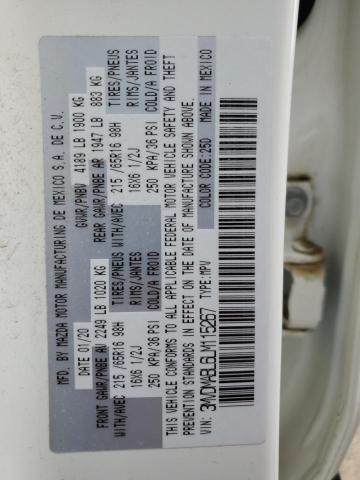 MFD. BY MAZDA MOTOR MANUFACTURING DE MEXICO S.A. DE C.V.
DATE 01/20 GVWR/PNBV 4189 LB 1900 KG
FRONT GAWR/PNBE AV 2249 LB 1020 KG REAR GAWR/PNBE AR 1947 LB 883 KG
WITH/AVEC 215 /65R16 98H TIRES/PNEUS WITH/AVEC 215 /65R16 98H TIRES/PNEUS
16X6 1/2J RIMS/JANTES 16X6 1/2J RIMS/JANTES
250 KPA/36 PSI COLD/A FROID 250 KPA/36 PSI COLD/A FROID
THIS VEHICLE CONFORMS TO ALL APPLICABLE FEDERAL MOTOR VEHICLE SAFETY AND THEFT
PREVENTION STANDARDS IN EFFECT ON THE DATE OF MANUFACTURE SHOWN ABOVE.
COLOR CODE:25D MADE IN MEXICO
VIN: 3MVDMABL6LM115267 TYPE:MPV